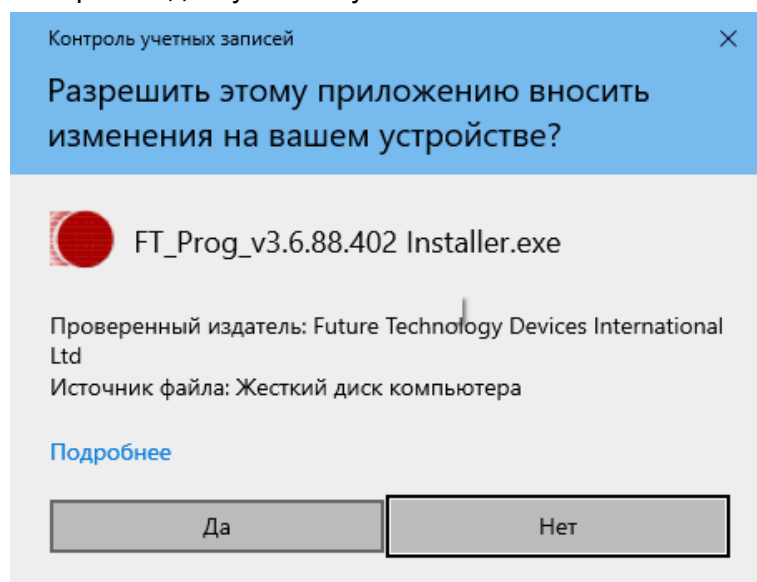 Контроль учетных записей
Разрешить этому приложению вносить
изменения на вашем устройстве?
FT_Prog_v3.6.88.402 Installer.exe
Проверенный издатель: Future Technology Devices International
Ltd
Источник файла: Жесткий диск компьютера
Подробнее
Да
Нет